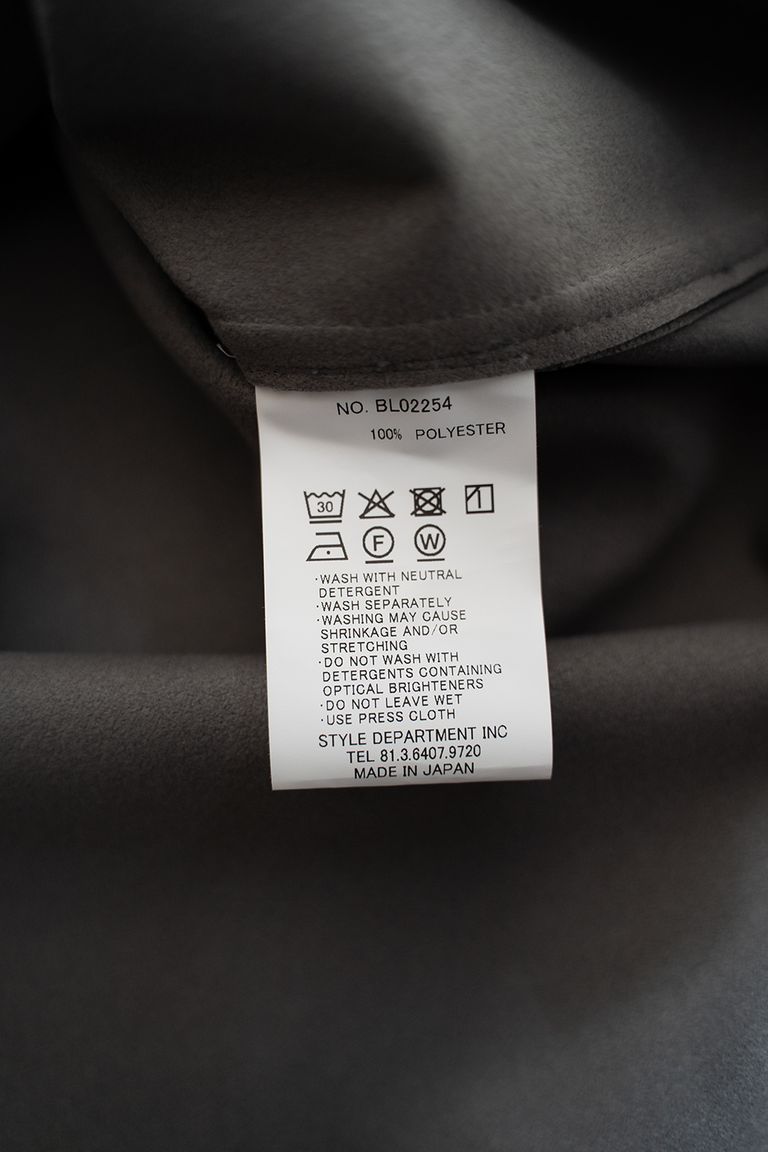 NO. BL02254
100% POLYESTER
30
F W
·WASH WITH NEUTRAL
DETERGENT
·WASH SEPARATELY
·WASHING MAY CAUSE
SHRINKAGE AND/OR
STRETCHING
·DO NOT WASH WITH
DETERGENTS CONTAINING
OPTICAL BRIGHTENERS
·DO NOT LEAVE WET
·USE PRESS CLOTH
STYLE DEPARTMENT INC
TEL 81.3.6407.9720
MADE IN JAPAN